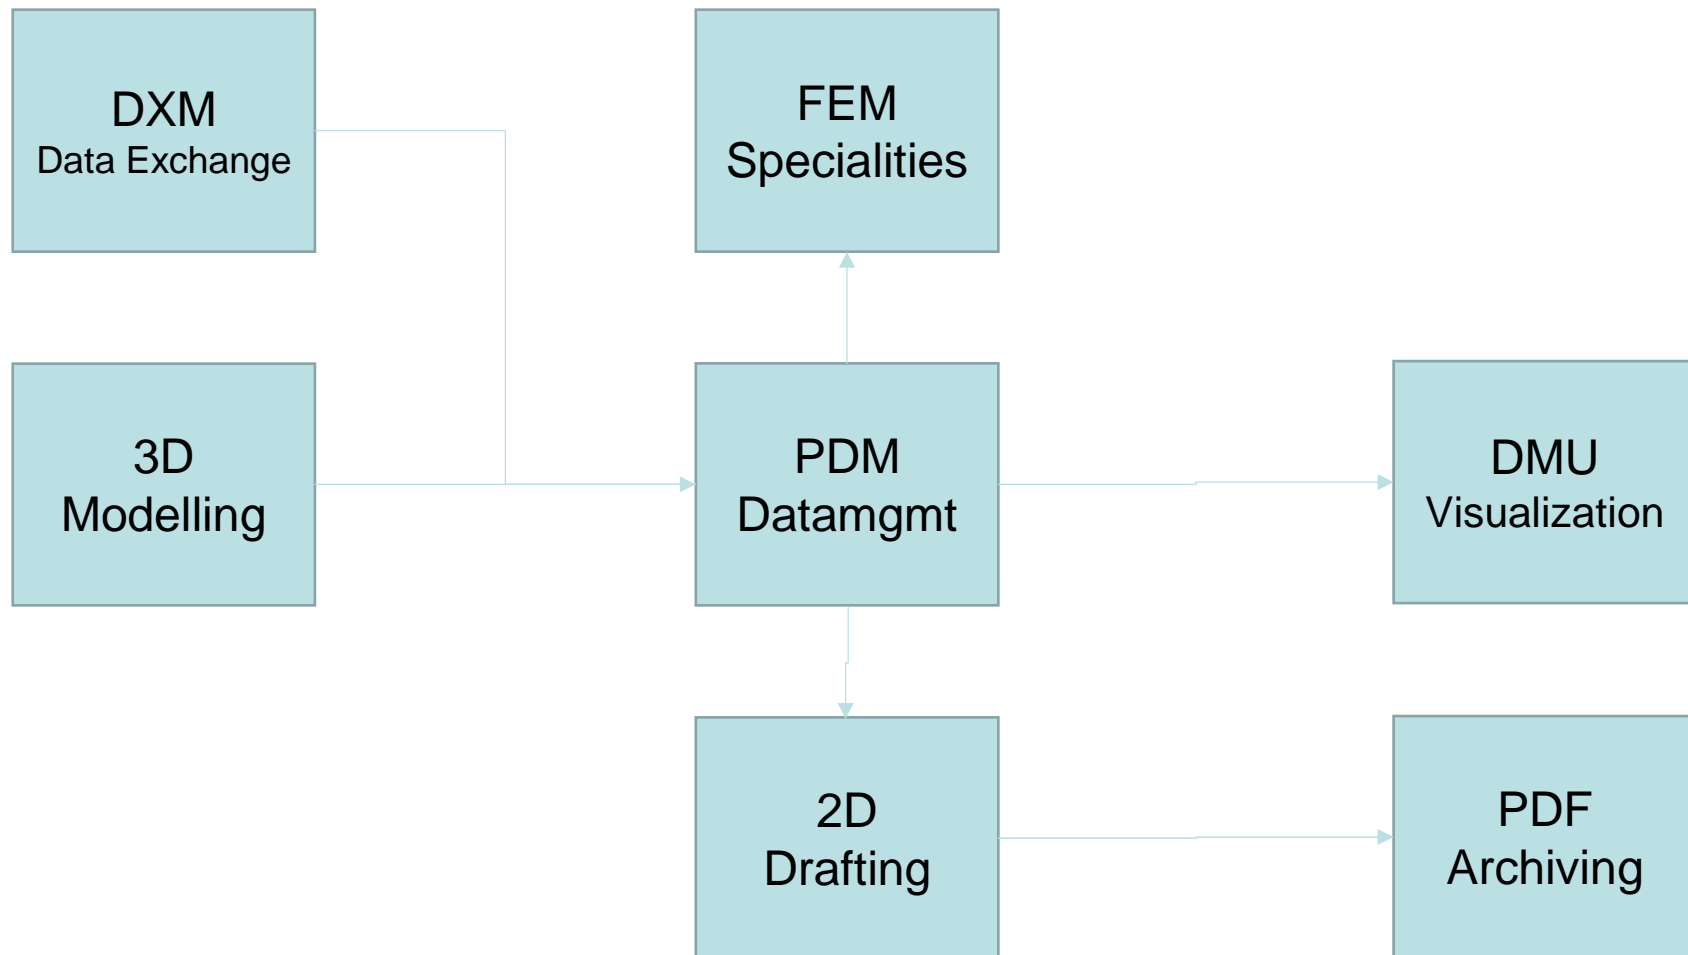 DXM
Data Exchange
FEM
Specialities
3D
Modelling
PDM
Datamgmt
DMU
Visualization
2D
Drafting
PDF
Archiving